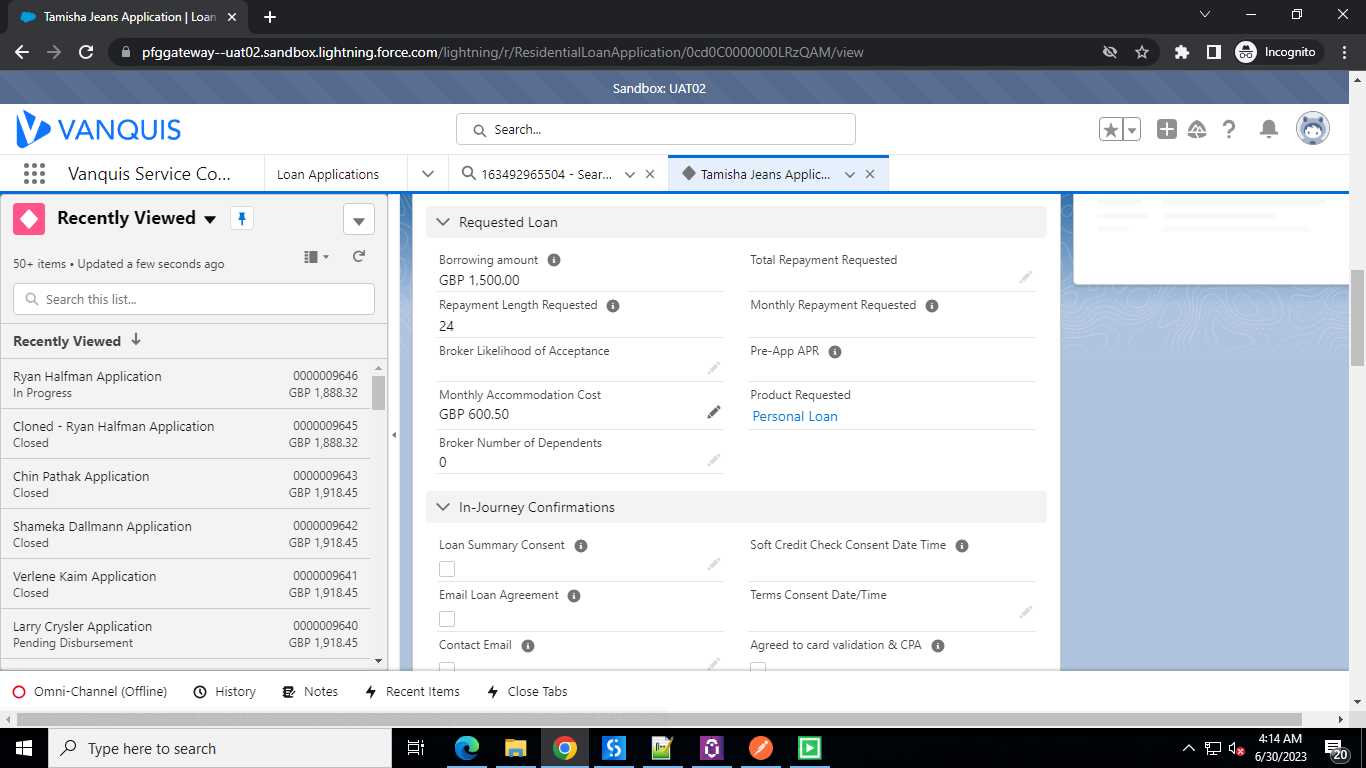 Tamisha Jeans Application | Loan
pfggateway--uat02.sandbox.lightning.force.com/lightning/r/ResidentialLoanApplication/0cd0C0000000LRzQAM/view
Incognito
Sandbox: UAT02
VANQUIS
Search...
Vanquis Service Co...
Loan Applications
163492965504 - Sear...
Tamisha Jeans Applic...
Recently Viewed
50+ items • Updated a few seconds ago
Search this list...
Recently Viewed
Ryan Halfman Application 0000009646
In Progress GBP 1,888.32
Cloned - Ryan Halfman Application 0000009645
Closed GBP 1,888.32
Chin Pathak Application 0000009643
Closed GBP 1,918.45
Shameka Dallmann Application 0000009642
Closed GBP 1,918.45
Verlene Kaim Application 0000009641
Closed GBP 1,918.45
Larry Crysler Application 0000009640
Pending Disbursement GBP 1,918.45
Requested Loan
Borrowing amount
GBP 1,500.00
Total Repayment Requested
Repayment Length Requested
24
Monthly Repayment Requested
Broker Likelihood of Acceptance
Pre-App APR
Monthly Accommodation Cost
GBP 600.50
Product Requested
Personal Loan
Broker Number of Dependents
0
In-Journey Confirmations
Loan Summary Consent
Soft Credit Check Consent Date Time
Email Loan Agreement
Terms Consent Date/Time
Contact Email
Agreed to card validation & CPA
Omni-Channel (Offline)
History
Notes
Recent Items
Close Tabs
Type here to search
4:14 AM
6/30/2023
20